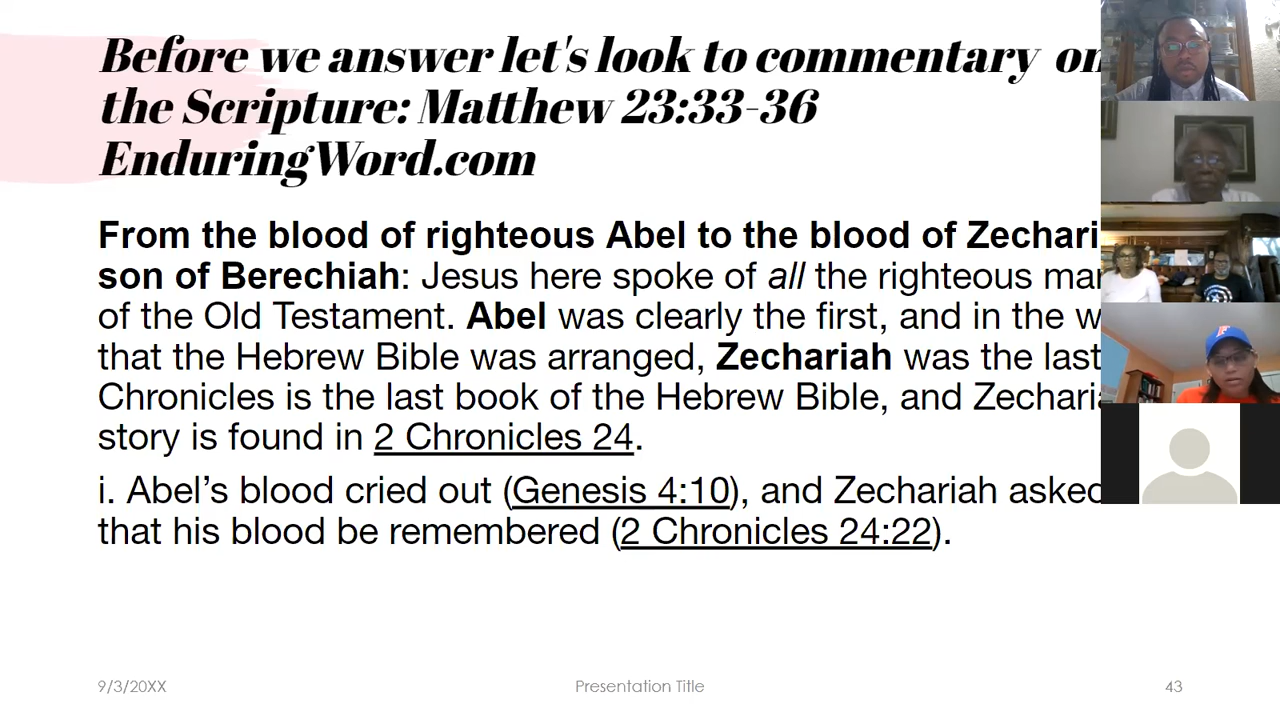 Before we answer let's look to commentary on
the Scripture: Matthew 23:33-36
EnduringWord.com
From the blood of righteous Abel to the blood of
son of Berechiah: Jesus here spoke of all the righteous
of the Old Testament. Abel was clearly the first, and in the
that the Hebrew Bible was arranged, Zechariah was the last
Chronicles is the last book of the Hebrew Bible, and
story is found in 2 Chronicles 24.
i. Abel’s blood cried out (Genesis 4:10), and Zechariah asked
that his blood be remembered (2 Chronicles 24:22).
9/3/20XX
Presentation Title
43